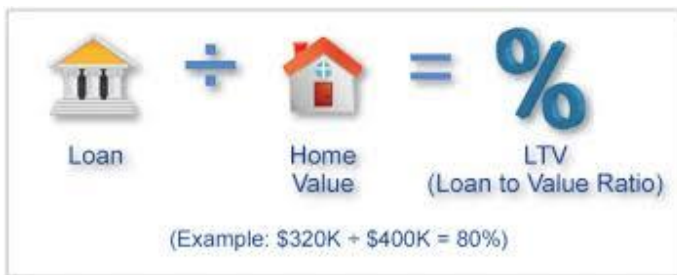 ÷ = %
Loan Home LTV
Value (Loan to Value Ratio)
(Example: $320K ÷ $400K = 80%)